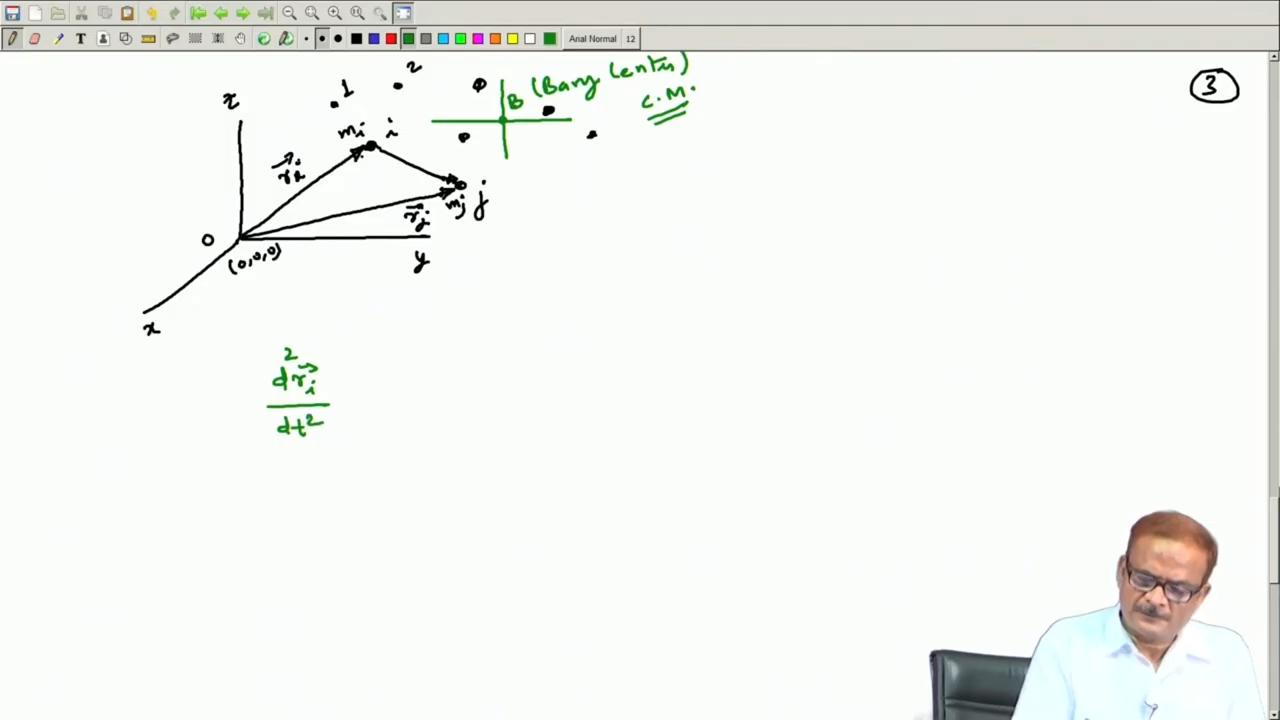 T
Arial Normal 12
1
2
B (Bary Center)
C.M.
3
z
mi i
ri
mj j
rj
O
(0,0,0)
y
x
d²ri
dt²